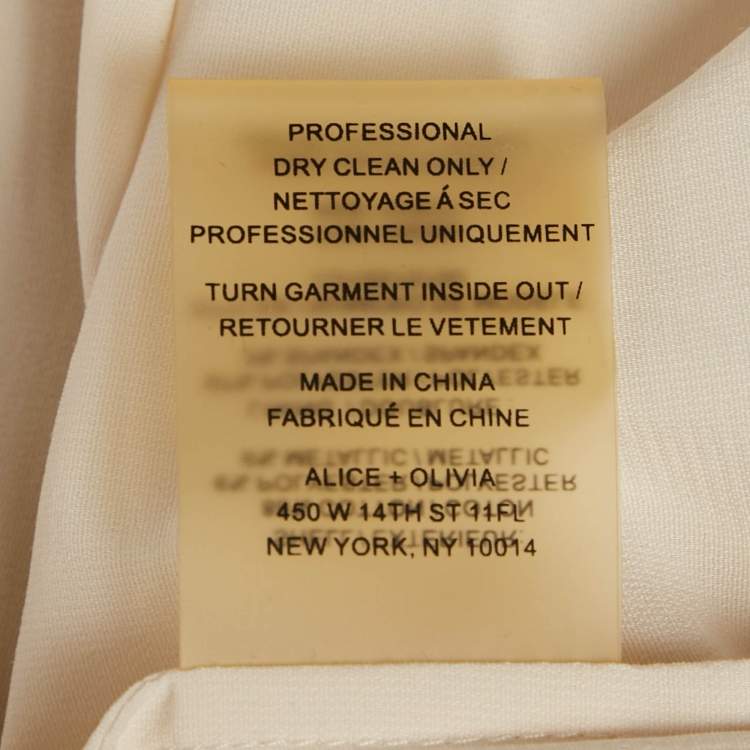 PROFESSIONAL
DRY CLEAN ONLY /
NETTOYAGE Á SEC
PROFESSIONNEL UNIQUEMENT
TURN GARMENT INSIDE OUT /
RETOURNER LE VETEMENT
MADE IN CHINA
FABRIQUÉ EN CHINE
ALICE + OLIVIA
450 W 14TH ST 11FL
NEW YORK, NY 10014